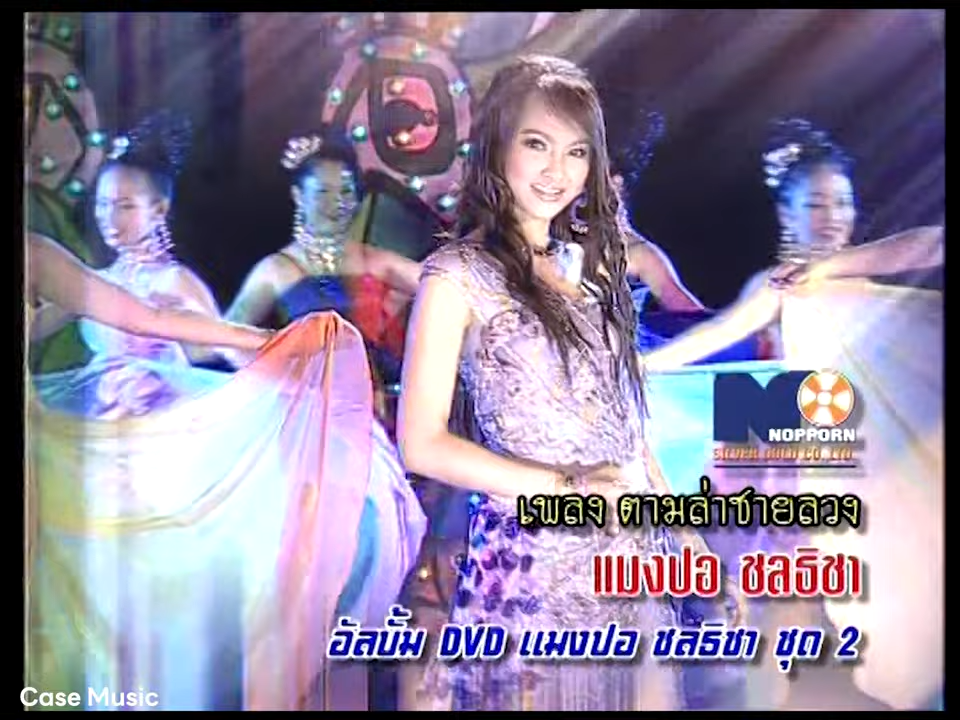 NOPPORN
SILVER GOLD CO.,LTD.
เพลง ตามล่าชายลวง
แมงปอ ชลธิชา
อัลบั้ม DVD แมงปอ ชลธิชา ชุด 2
Case Music